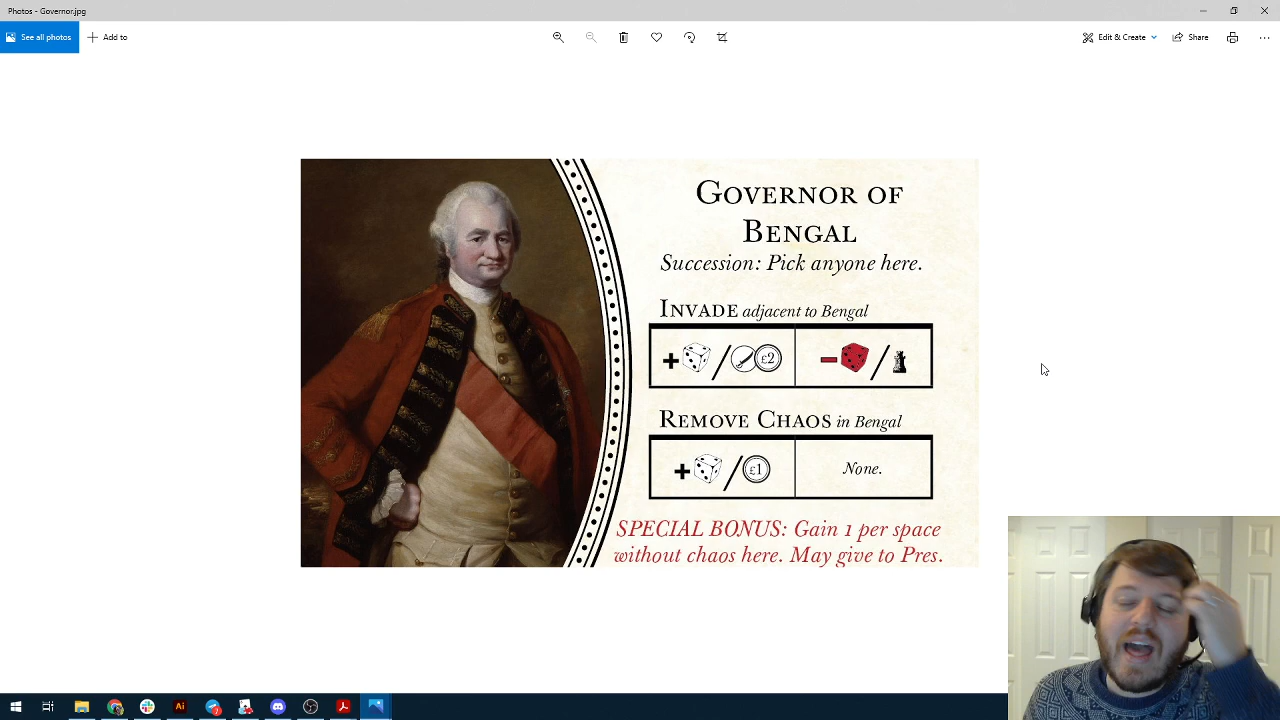 Photos - Governor.jpg
See all photos
Add to
Edit & Create
Share
GOVERNOR OF
BENGAL
Succession: Pick anyone here.
INVADE adjacent to Bengal
+ / £2
- /
REMOVE CHAOS in Bengal
+ / £1
None.
SPECIAL BONUS: Gain 1 per space
without chaos here. May give to Pres.
Ai